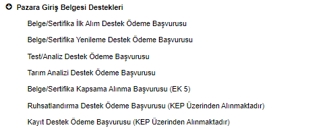 Pazara Giriş Belgesi Destekleri
Belge/Sertifika İlk Alım Destek Ödeme Başvurusu
Belge/Sertifika Yenileme Destek Ödeme Başvurusu
Test/Analiz Destek Ödeme Başvurusu
Tarım Analizi Destek Ödeme Başvurusu
Belge/Sertifika Kapsama Alınma Başvurusu (EK 5)
Ruhsatlandırma Destek Ödeme Başvurusu (KEP Üzerinden Alınmaktadır)
Kayıt Destek Ödeme Başvurusu (KEP Üzerinden Alınmaktadır)